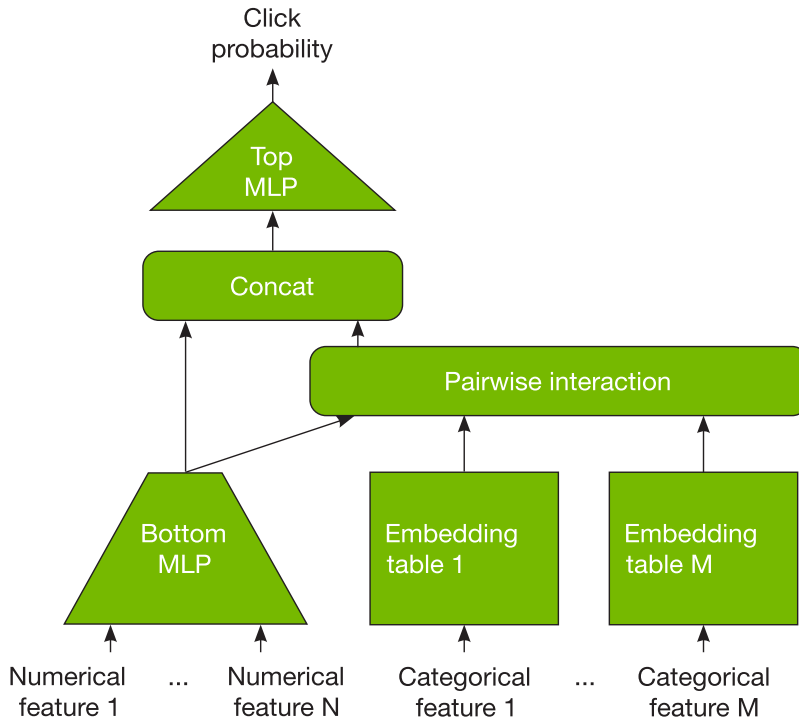 Click
probability
Top
MLP
Concat
Pairwise interaction
Bottom
MLP
Embedding
table 1
Embedding
table M
Numerical
feature 1
...
Numerical
feature N
Categorical
feature 1
...
Categorical
feature M